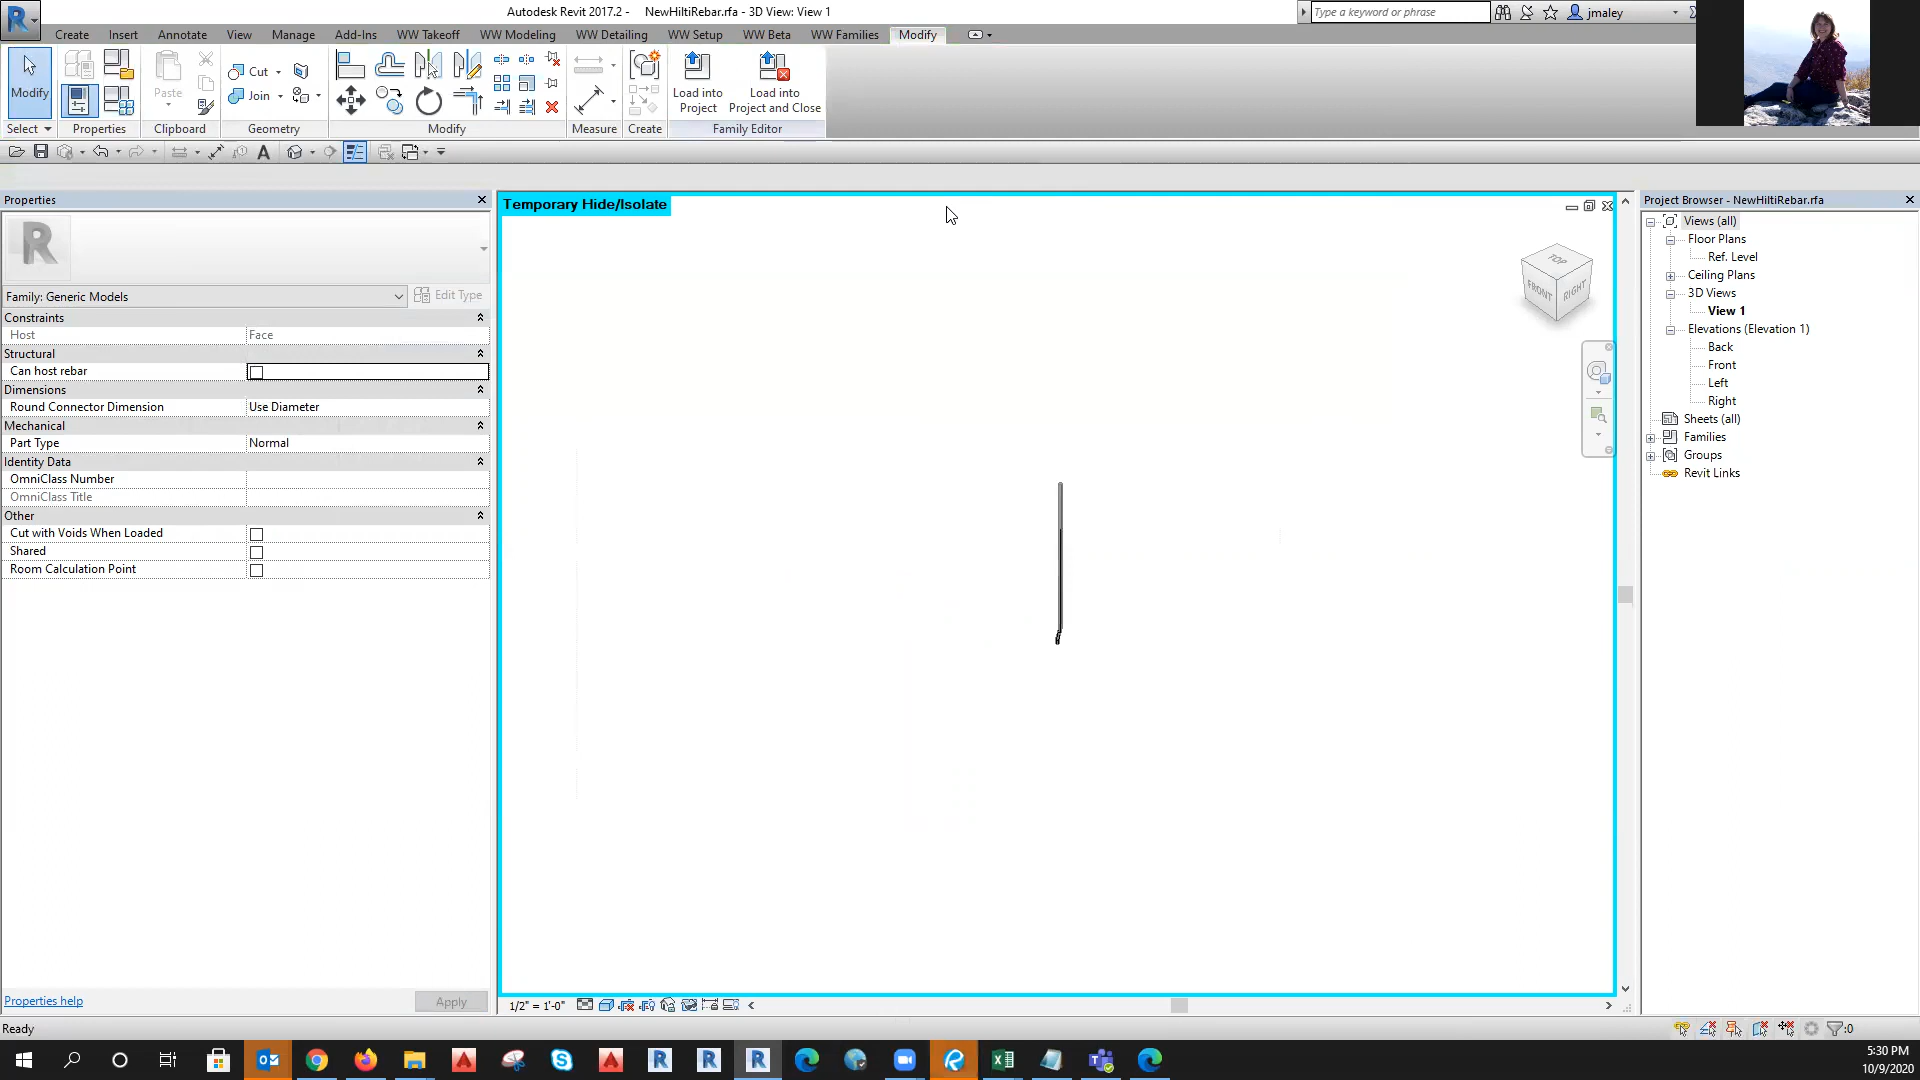 Autodesk Revit 2017.2 - NewHiltiRebar.rfa - 3D View: View 1
Type a keyword or phrase
jmaley
Create Insert Annotate View Manage Add-Ins WW Takeoff WW Modeling WW Detailing WW Setup WW Beta WW Families Modify
Modify
Paste
Cut
Join
Load into
Project
Load into
Project and Close
Select Properties Clipboard Geometry Modify Measure Create Family Editor
A
Properties
R
Family: Generic Models
Edit Type
Constraints
Host Face
Structural
Can host rebar
Dimensions
Round Connector Dimension Use Diameter
Mechanical
Part Type Normal
Identity Data
OmniClass Number
OmniClass Title
Other
Cut with Voids When Loaded
Shared
Room Calculation Point
Properties help
Apply
Temporary Hide/Isolate
TOP
FRONT
RIGHT
1/2" = 1'-0"
Project Browser - NewHiltiRebar.rfa
Views (all)
Floor Plans
Ref. Level
Ceiling Plans
3D Views
View 1
Elevations (Elevation 1)
Back
Front
Left
Right
Sheets (all)
Families
Groups
Revit Links
Ready
:0
5:30 PM
10/9/2020